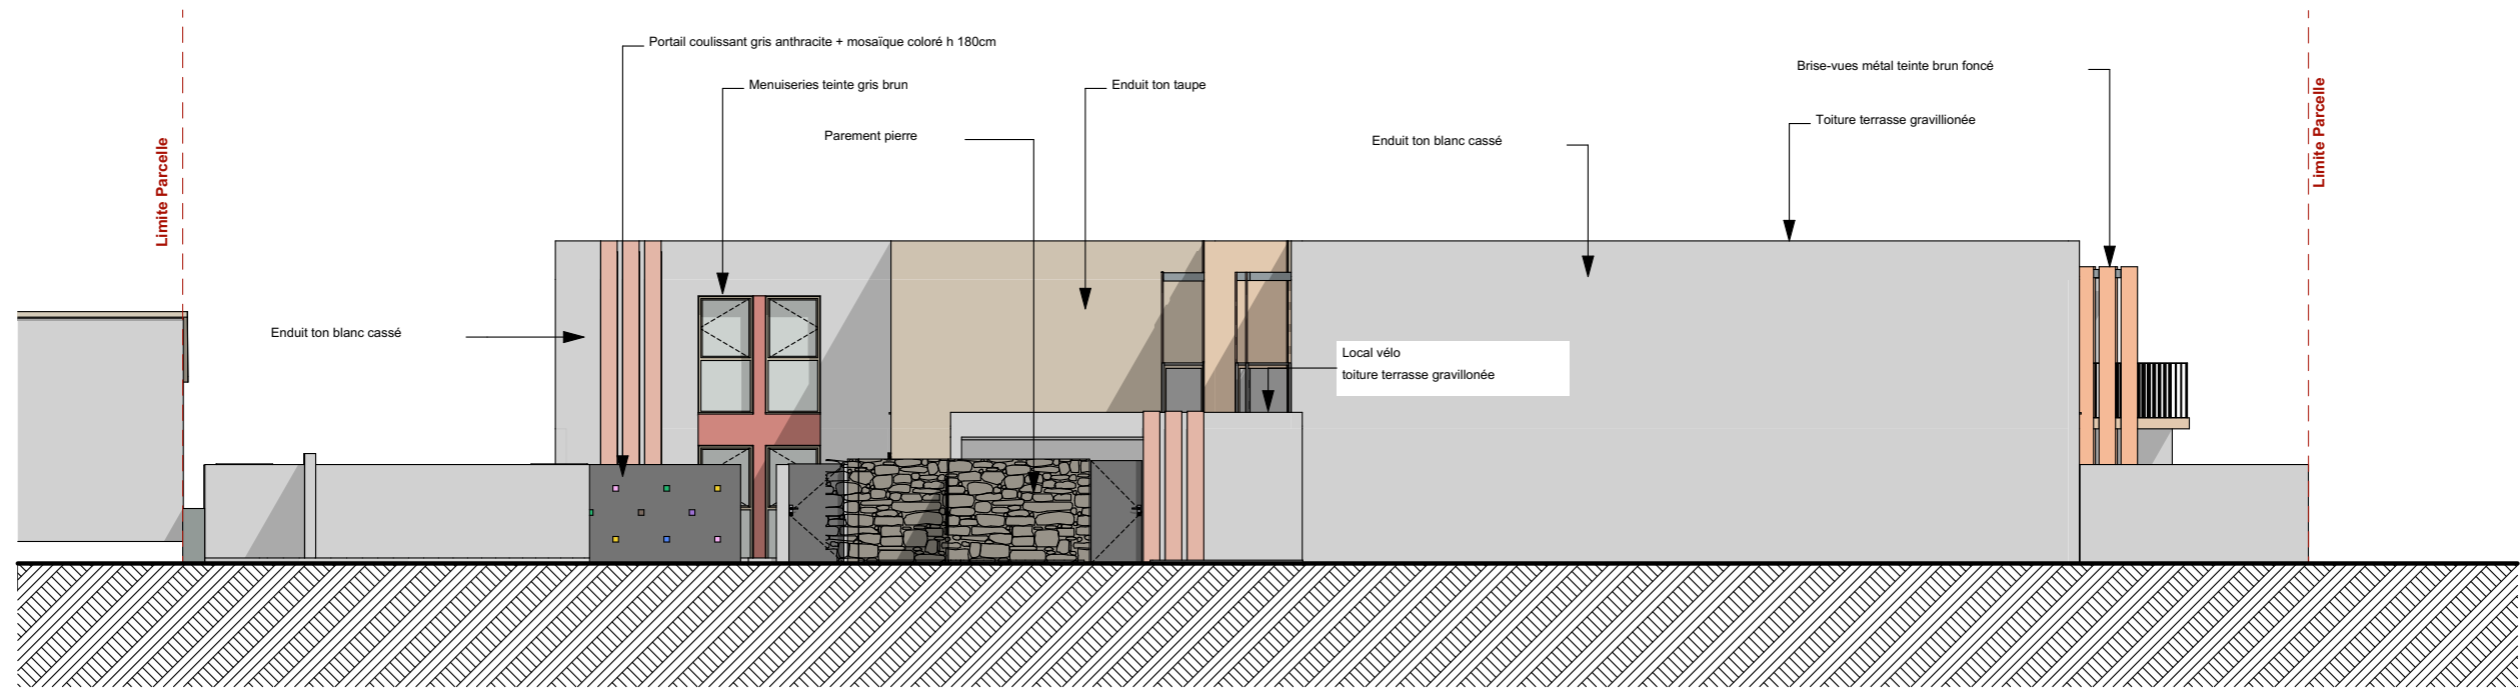 Portail coulissant gris anthracite + mosaïque coloré h 180cm
Brise-vues métal teinte brun foncé
Menuiseries teinte gris brun
Enduit ton taupe
Toiture terrasse gravillionée
Parement pierre
Enduit ton blanc cassé
Limite Parcelle
Limite Parcelle
Enduit ton blanc cassé
Local vélo
toiture terrasse gravillonée